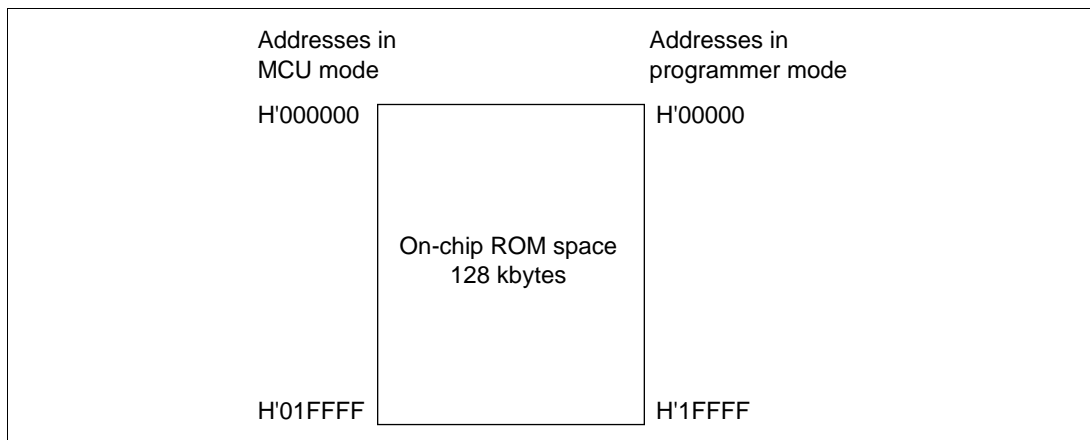 Addresses in
MCU mode
Addresses in
programmer mode
H'000000
H'00000
On-chip ROM space
128 kbytes
H'01FFFF
H'1FFFF